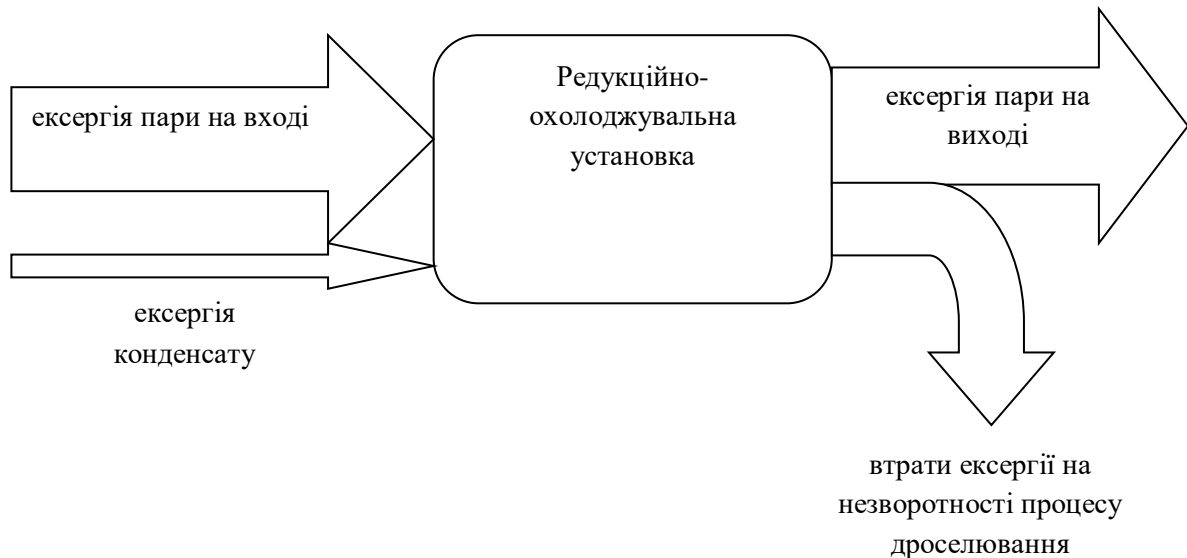 ексергія пари на вході
Редукційно-
охолоджувальна
установка
ексергія пари на
виході
ексергія
конденсату
втрати ексергії на
незворотності процесу
дроселювання